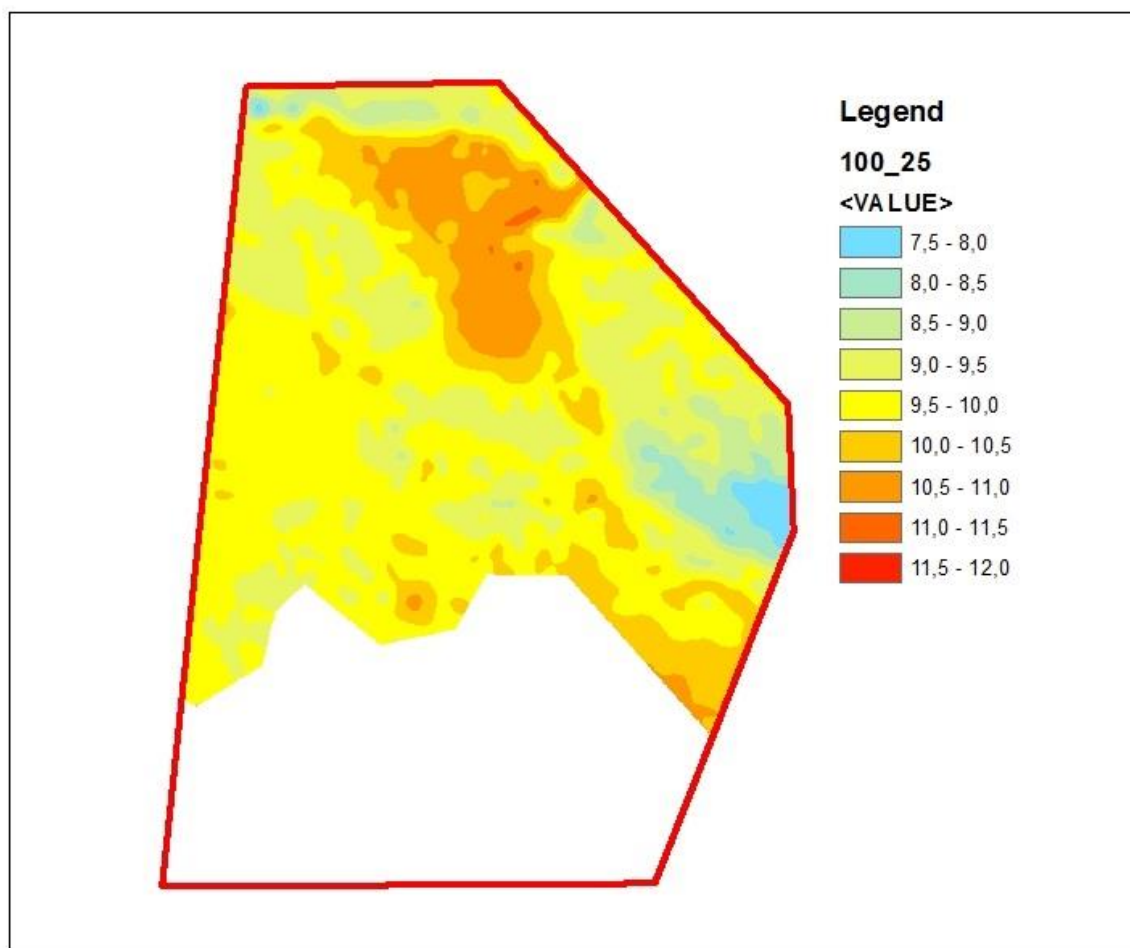 Legend
100_25
<VALUE>
7,5 - 8,0
8,0 - 8,5
8,5 - 9,0
9,0 - 9,5
9,5 - 10,0
10,0 - 10,5
10,5 - 11,0
11,0 - 11,5
11,5 - 12,0